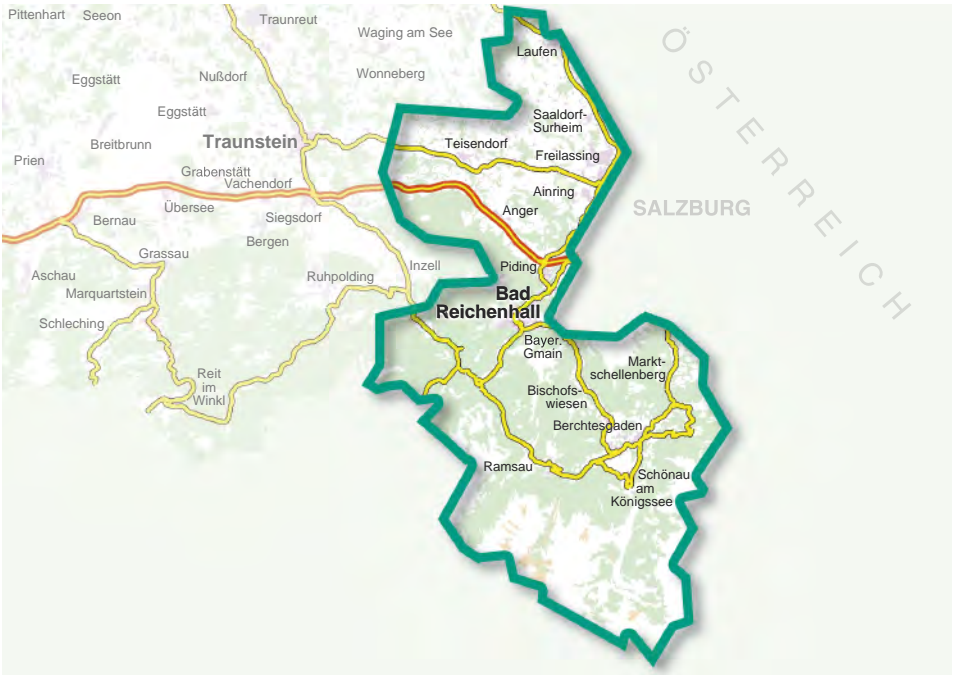 Pittenhart
Seeon
Traunreut
Waging am See
Laufen
ÖSTERREICH
Eggstätt
Nußdorf
Wonneberg
Eggstätt
Saaldorf-
Surheim
Breitbrunn
Traunstein
Teisendorf
Freilassing
Prien
Grabenstätt
Vachendorf
Ainring
Übersee
Anger
SALZBURG
Bernau
Siegsdorf
Bergen
Grassau
Inzell
Piding
Aschau
Ruhpolding
Marquartstein
Bad
Reichenhall
Schleching
Bayer.
Gmain
Markt-
schellenberg
Reit
im
Winkl
Bischofs-
wiesen
Berchtesgaden
Ramsau
Schönau
am
Königssee